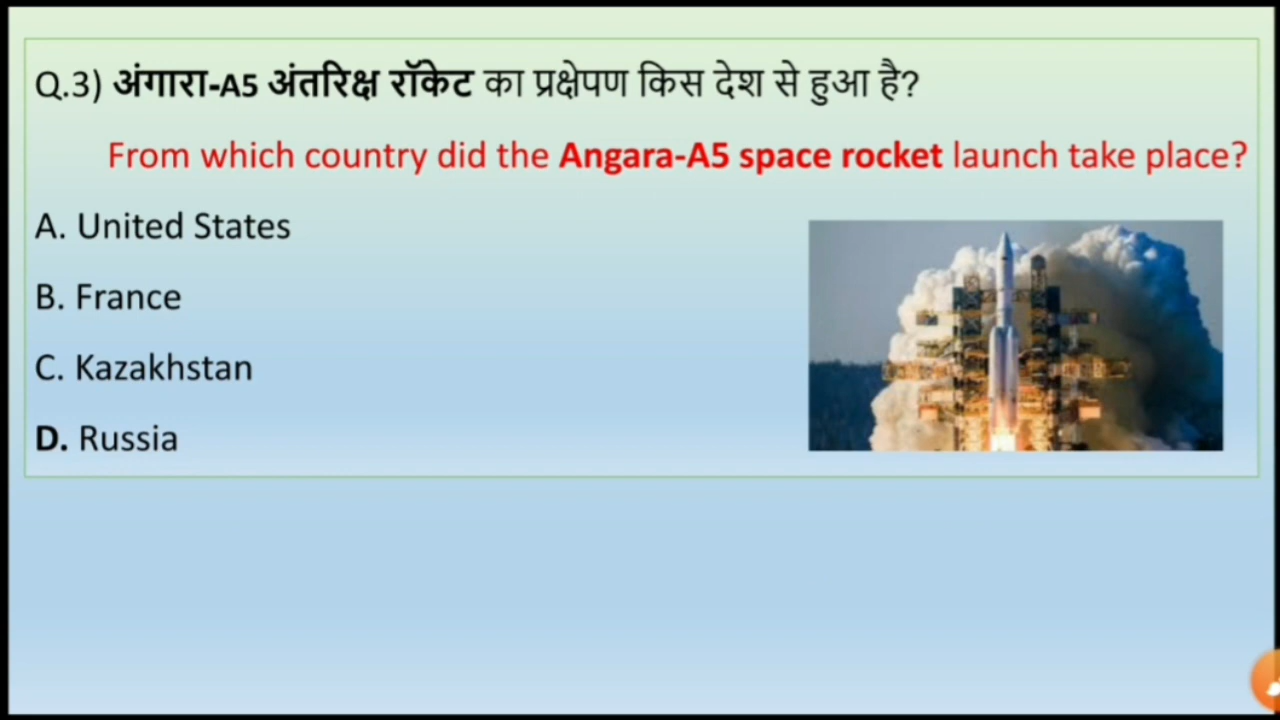 Q.3) अंगारा-A5 अंतरिक्ष रॉकेट का प्रक्षेपण किस देश से हुआ है?
From which country did the Angara-A5 space rocket launch take place?
A. United States
B. France
C. Kazakhstan
D. Russia